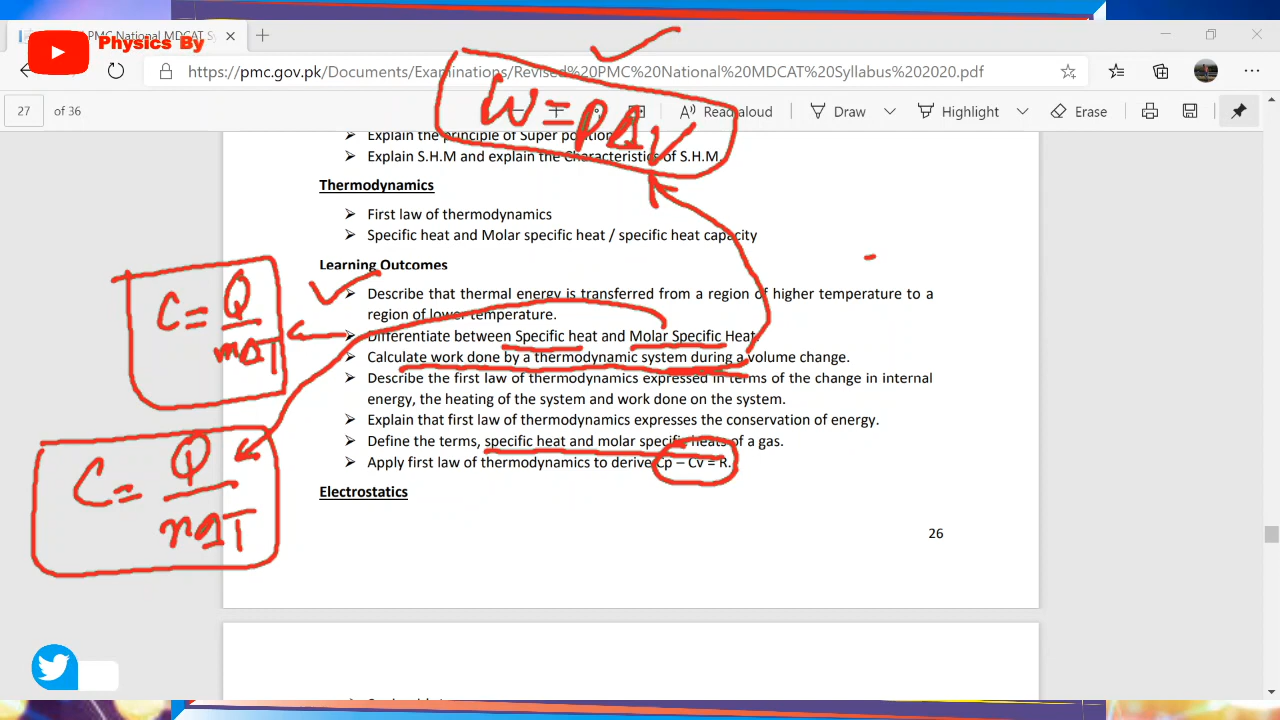 PMC National MDCAT Sy
Physics By
https://pmc.gov.pk/Documents/Examinations/Revised%20PMC%20National%20MDCAT%20Syllabus%202020.pdf
27 of 36
Read aloud
Draw
Highlight
Erase
W = PΔV
➢ Explain the principle of Super position
➢ Explain S.H.M and explain the Characteristics of S.H.M.
Thermodynamics
➢ First law of thermodynamics
➢ Specific heat and Molar specific heat / specific heat capacity
Learning Outcomes
➢ Describe that thermal energy is transferred from a region of higher temperature to a
region of lower temperature.
➢ Differentiate between Specific heat and Molar Specific Heat.
➢ Calculate work done by a thermodynamic system during a volume change.
➢ Describe the first law of thermodynamics expressed in terms of the change in internal
energy, the heating of the system and work done on the system.
➢ Explain that first law of thermodynamics expresses the conservation of energy.
➢ Define the terms, specific heat and molar specific heats of a gas.
➢ Apply first law of thermodynamics to derive Cp – Cv = R.
Electrostatics
C = Q/mΔT
C = Q/nΔT
26